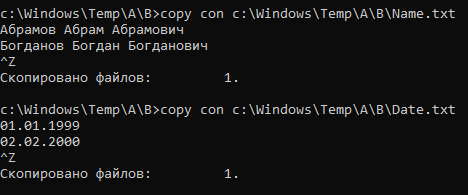 c:\Windows\Temp\A\B>copy con c:\Windows\Temp\A\B\Name.txt
Абрамов Абрам Абрамович
Богданов Богдан Богданович
^Z
Скопировано файлов: 1.
c:\Windows\Temp\A\B>copy con c:\Windows\Temp\A\B\Date.txt
01.01.1999
02.02.2000
^Z
Скопировано файлов: 1.